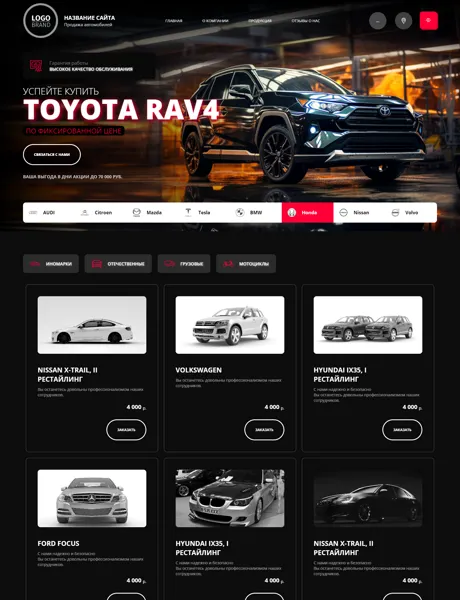 LOGO
BRAND
НАЗВАНИЕ САЙТА
Продажа автомобилей
ГЛАВНАЯ
О КОМПАНИИ
ПРОДУКЦИЯ
ОТЗЫВЫ О НАС
Гарантия работы
ВЫСОКОЕ КАЧЕСТВО ОБСЛУЖИВАНИЯ
УСПЕЙТЕ КУПИТЬ
TOYOTA RAV4
ПО ФИКСИРОВАННОЙ ЦЕНЕ
СВЯЗАТЬСЯ С НАМИ
ВАША ВЫГОДА В ДНИ АКЦИИ ДО 70 000 РУБ.
AUDI
Citroen
Mazda
Tesla
BMW
Honda
Nissan
Volvo
ИНОМАРКИ
ОТЕЧЕСТВЕННЫЕ
ГРУЗОВЫЕ
МОТОЦИКЛЫ
NISSAN X-TRAIL, II
РЕСТАЙЛИНГ
Вы останетесь довольны профессионализмом наших
сотрудников.
4 000 р.
ЗАКАЗАТЬ
VOLKSWAGEN
Вы останетесь довольны профессионализмом наших
сотрудников.
4 000 р.
ЗАКАЗАТЬ
HYUNDAI IX35, I
РЕСТАЙЛИНГ
С нами надежно и безопасно
Вы останетесь довольны профессионализмом наших
сотрудников.
4 000 р.
ЗАКАЗАТЬ
FORD FOCUS
С нами надежно и безопасно
Вы останетесь довольны профессионализмом наших
сотрудников.
4 000 р.
HYUNDAI IX35, I
РЕСТАЙЛИНГ
С нами надежно и безопасно
Вы останетесь довольны профессионализмом наших
сотрудников.
4 000 р.
NISSAN X-TRAIL, II
РЕСТАЙЛИНГ
С нами надежно и безопасно
Вы останетесь довольны профессионализмом наших
сотрудников.
4 000 р.